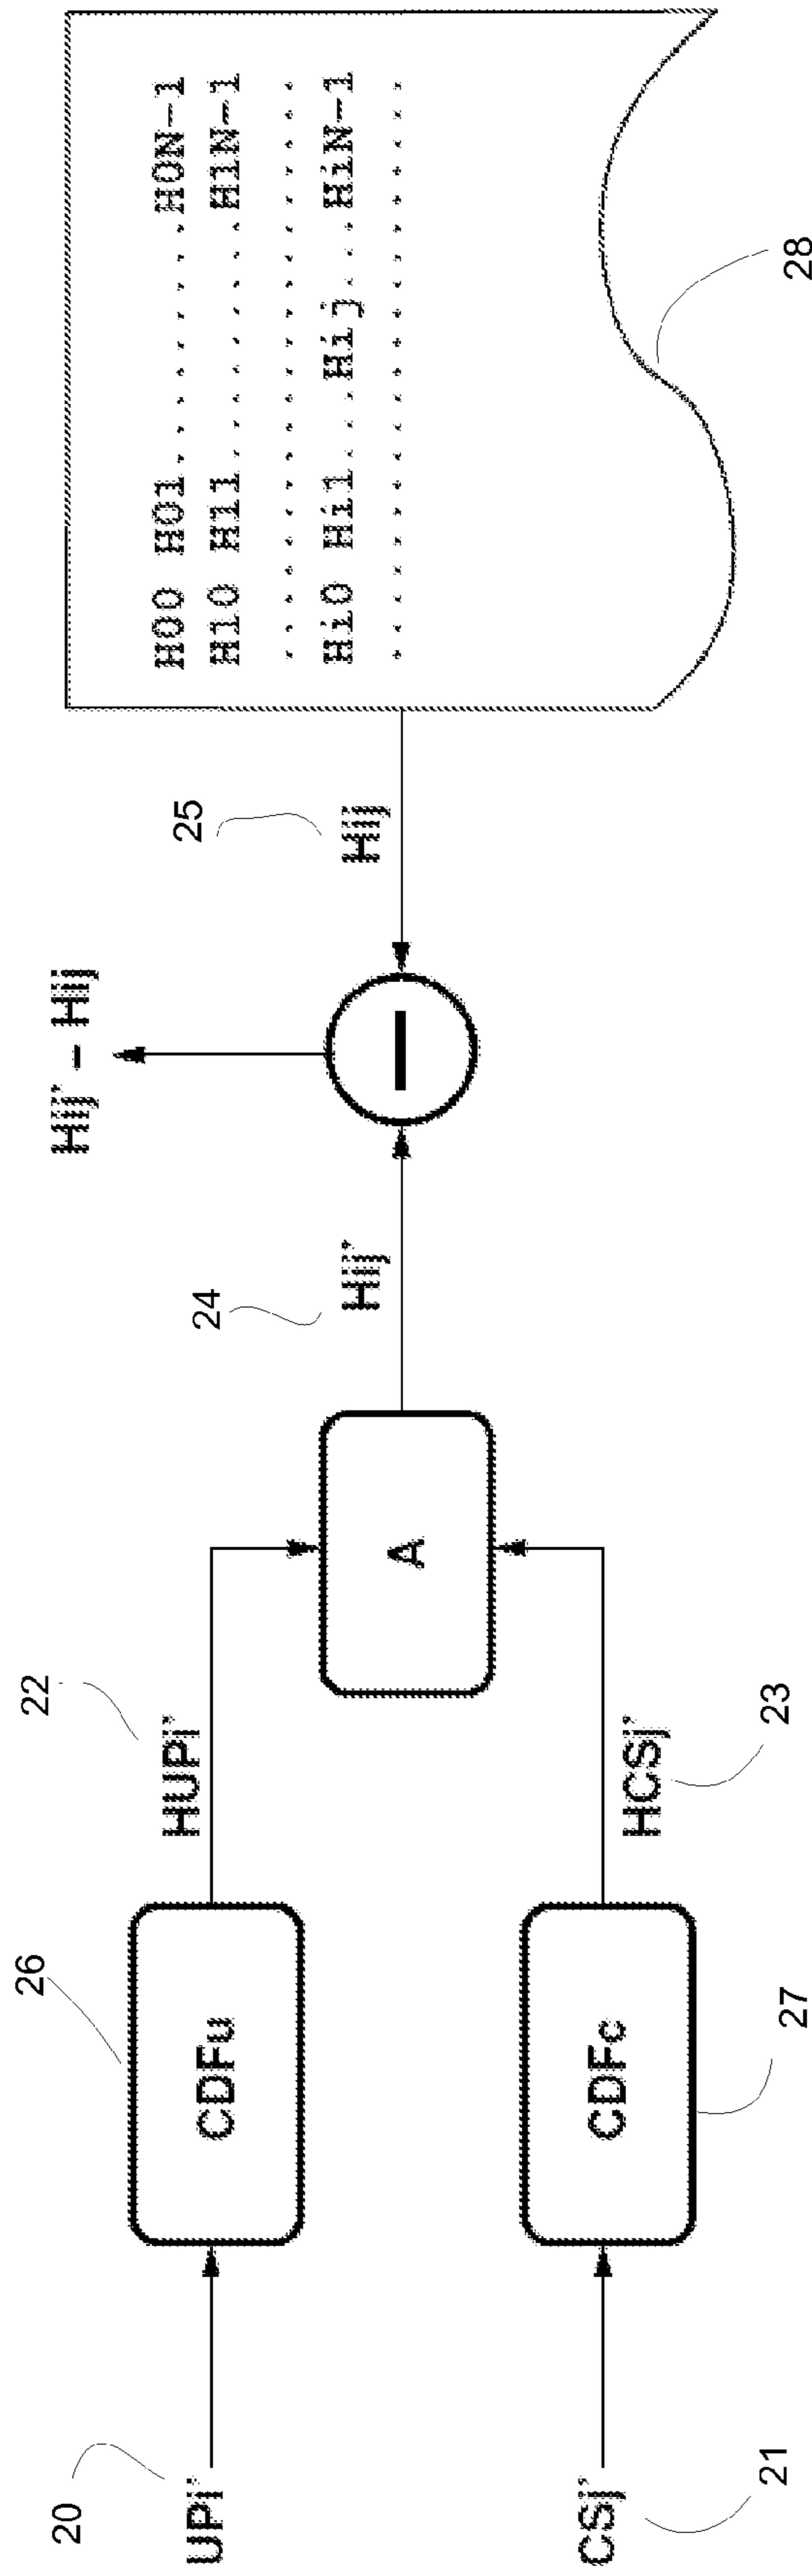 20
UPi'
26
CDFu
22
HUPi'
21
CSj'
27
CDFc
23
HCSj'
A
24
Hij'
Hij' – Hij
25
Hij
H00 H01.........H0N-1
H10 H11.........H1N-1
.....................
Hi0 Hi1...Hij...HiN-1
.....................
28